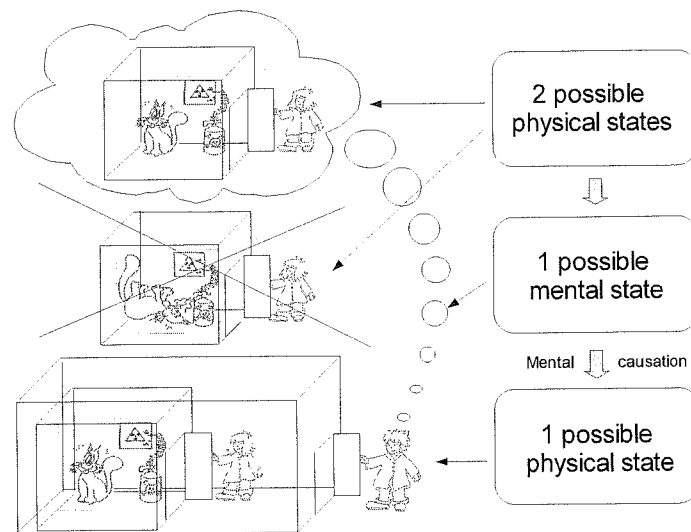 2 possible
physical states
1 possible
mental state
Mental causation
1 possible
physical state